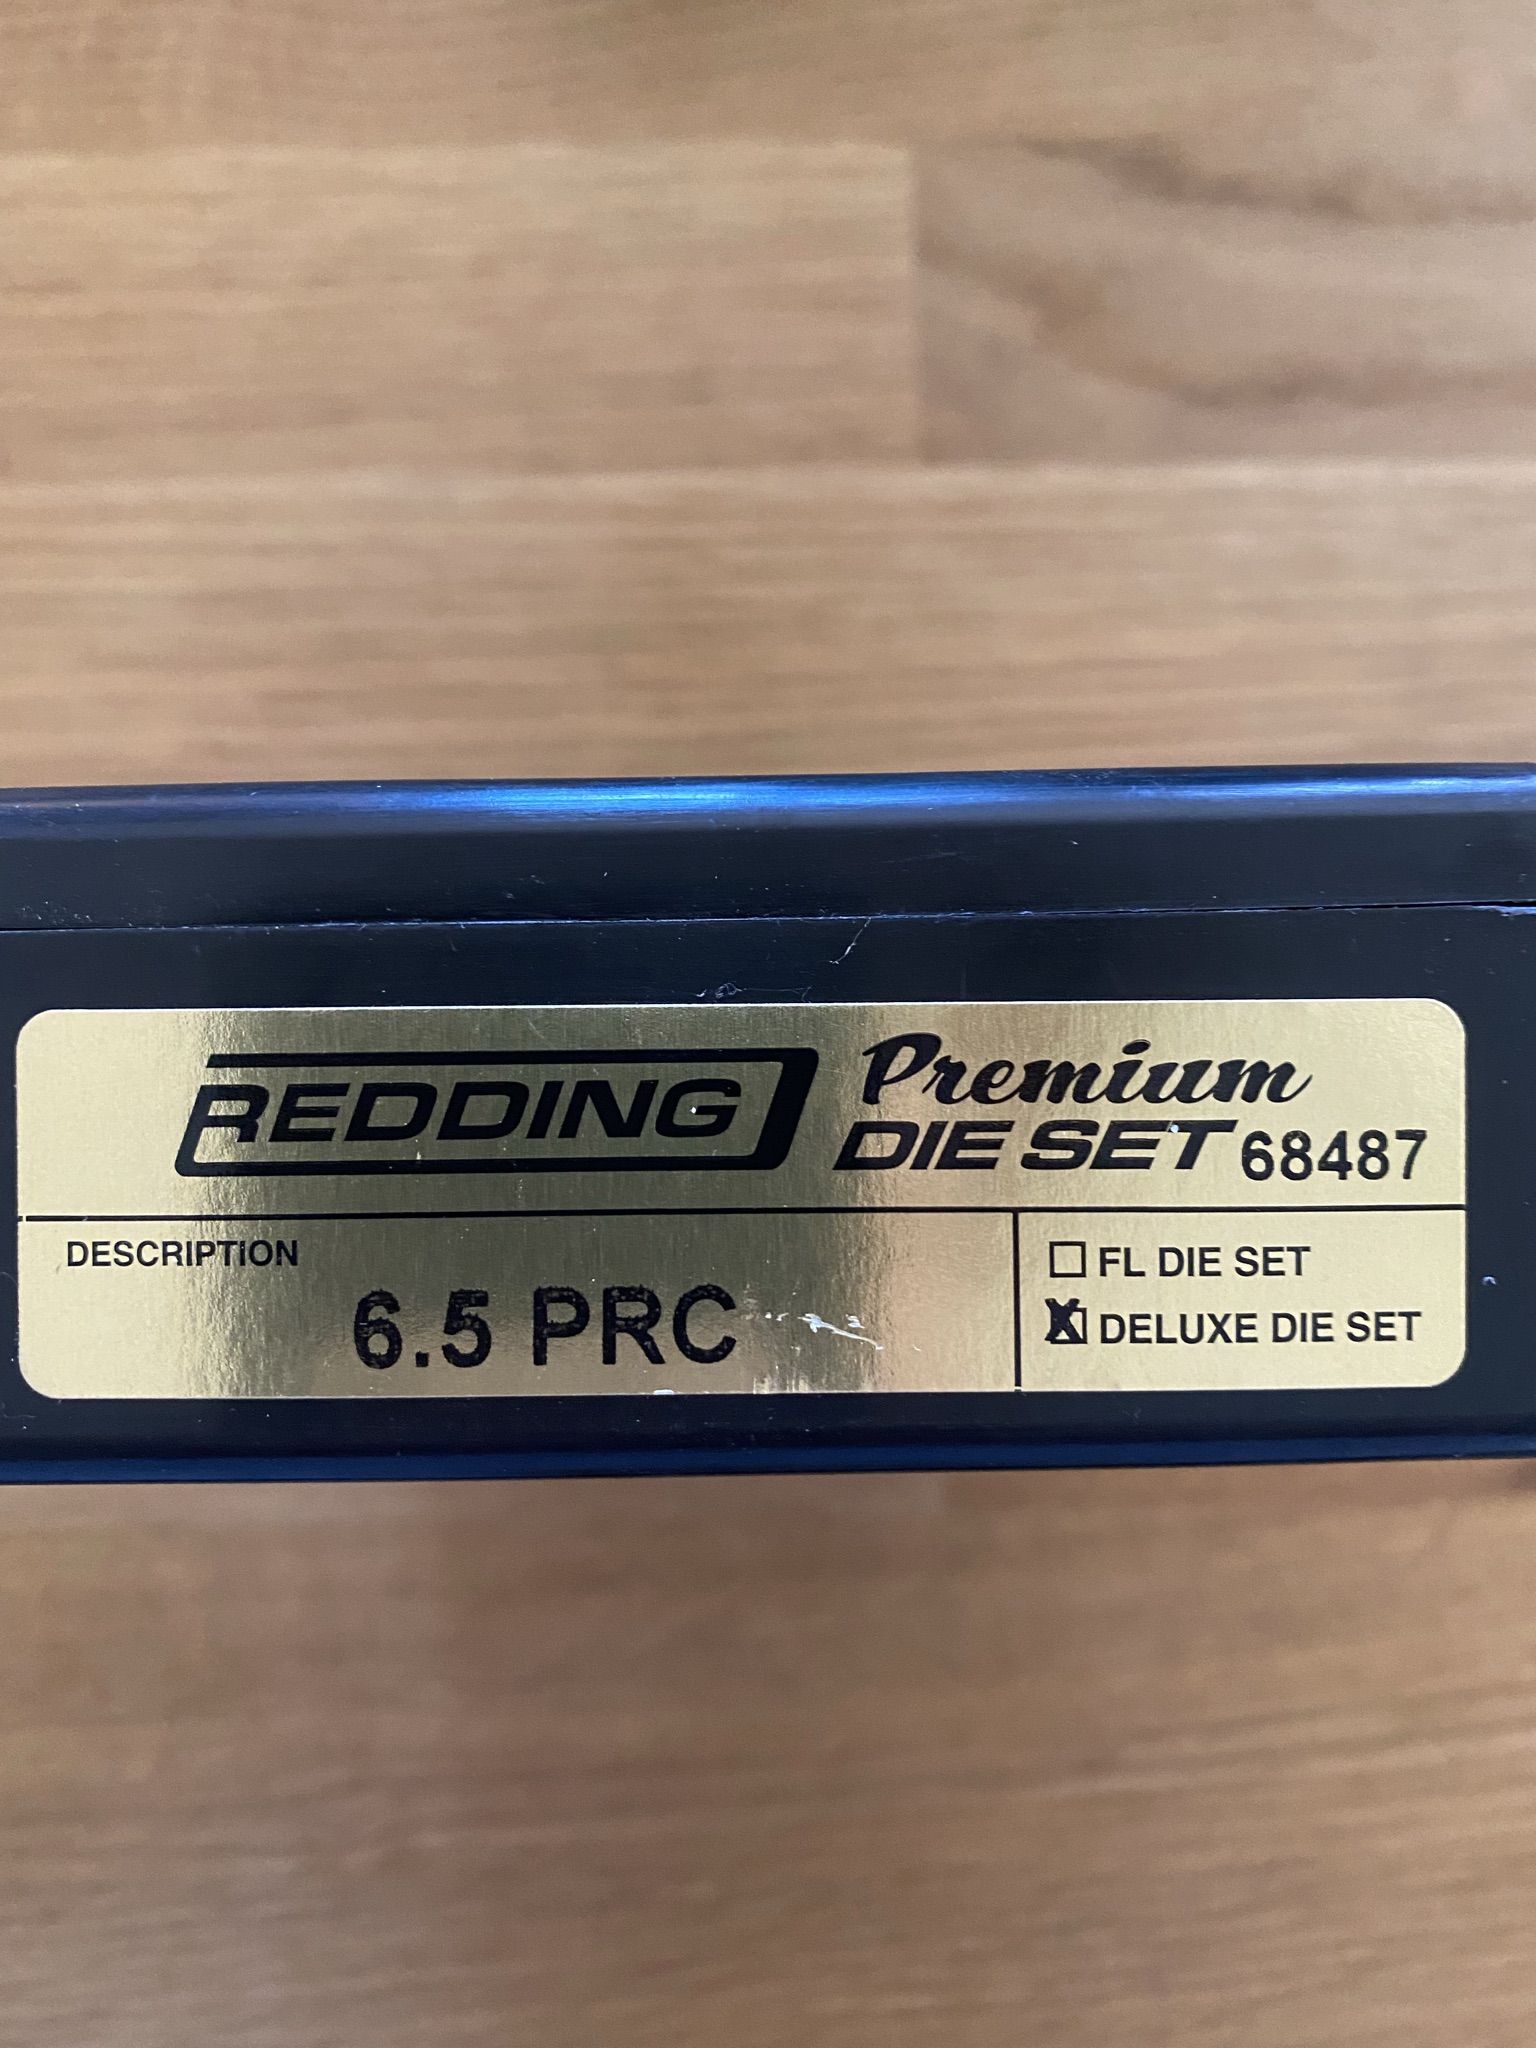 REDDING Premium
DIE SET 68487
DESCRIPTION
6.5 PRC
FL DIE SET
DELUXE DIE SET